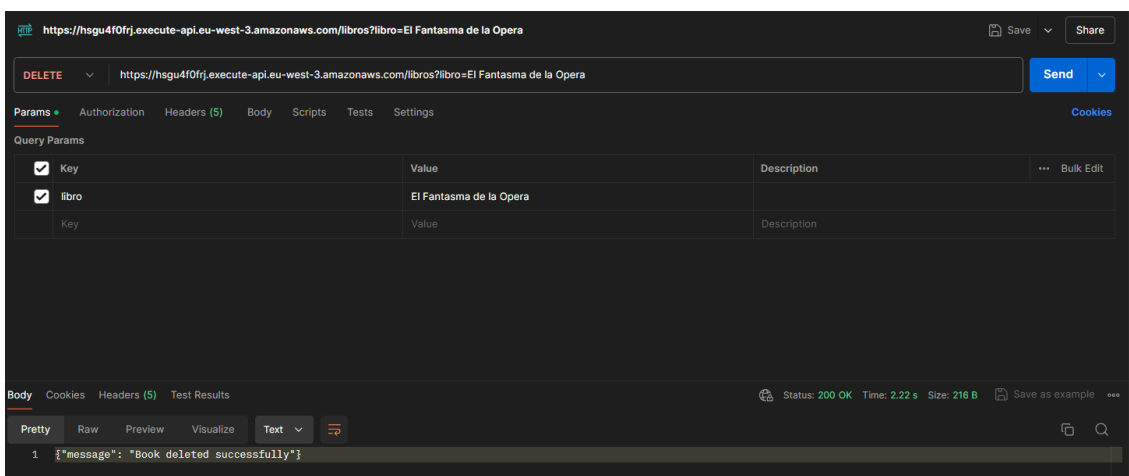 HTTP https://hsgu4f0frj.execute-api.eu-west-3.amazonaws.com/libros?libro=El Fantasma de la Opera Save Share
DELETE https://hsgu4f0frj.execute-api.eu-west-3.amazonaws.com/libros?libro=El Fantasma de la Opera Send
Params Authorization Headers (5) Body Scripts Tests Settings Cookies
Query Params
Key Value Description ••• Bulk Edit
libro El Fantasma de la Opera
Key Value Description
Body Cookies Headers (5) Test Results Status: 200 OK Time: 2.22 s Size: 216 B Save as example
Pretty Raw Preview Visualize Text
1 {"message": "Book deleted successfully"}